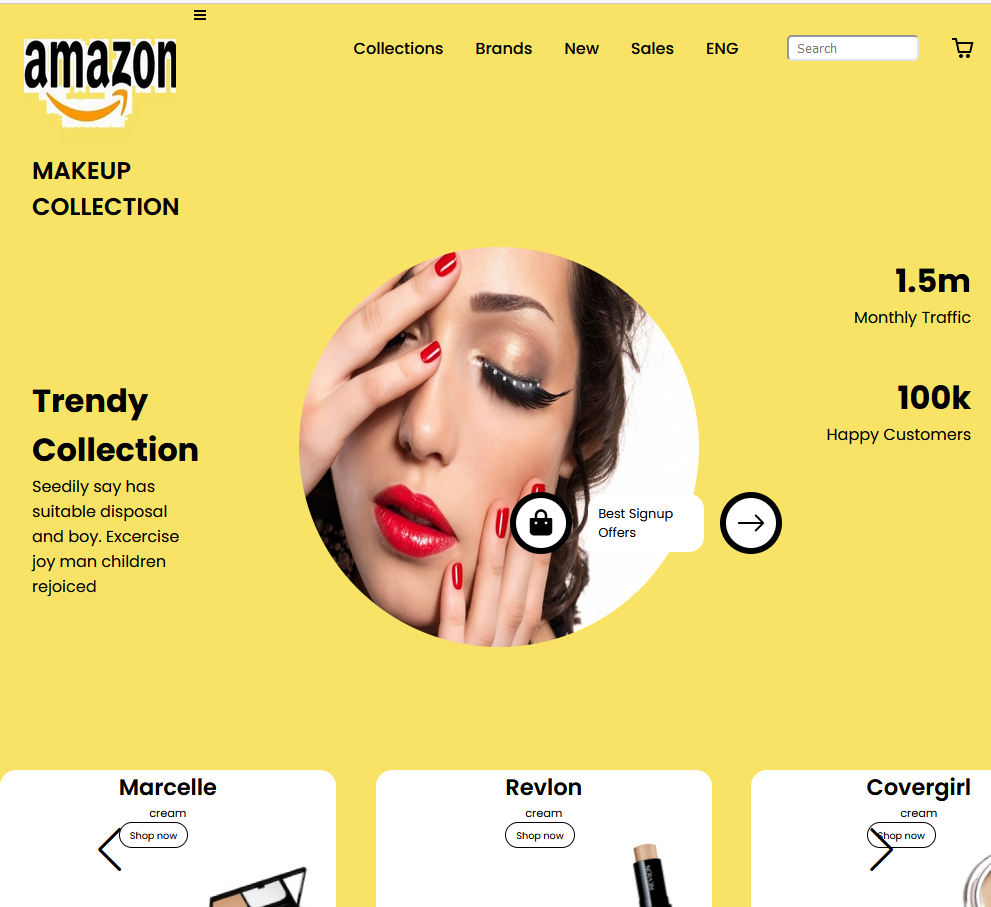 amazon
Collections Brands New Sales ENG Search
MAKEUP
COLLECTION
1.5m
Monthly Traffic
100k
Happy Customers
Trendy
Collection
Seedily say has
suitable disposal
and boy. Excercise
joy man children
rejoiced
Best Signup
Offers
Marcelle
cream
Shop now
Revlon
cream
Shop now
REVLON
Covergirl
cream
Shop now